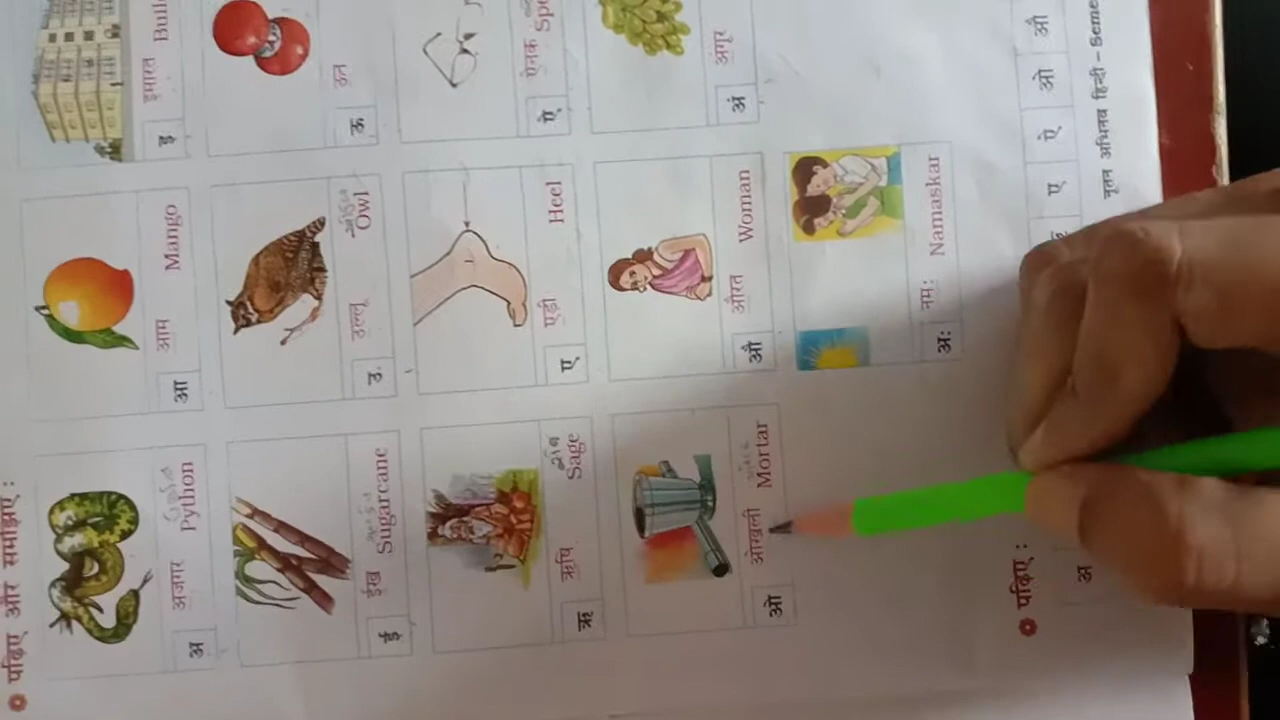 पढ़िए और समझिए :
अ अजगर Python
आ आम Mango
इ इमारत
ई ईख Sugarcane
उ उल्लू Owl
ऊ ऊन
ऋ ऋषि Sage
ए एड़ी Heel
ऐ ऐनक
ओ ओखली Mortar
औ औरत Woman
अं अंगूर
अः नमः Namaskar
पढ़िए :
अ ए ऐ ओ औ
नूतन अभिनव हिन्दी -